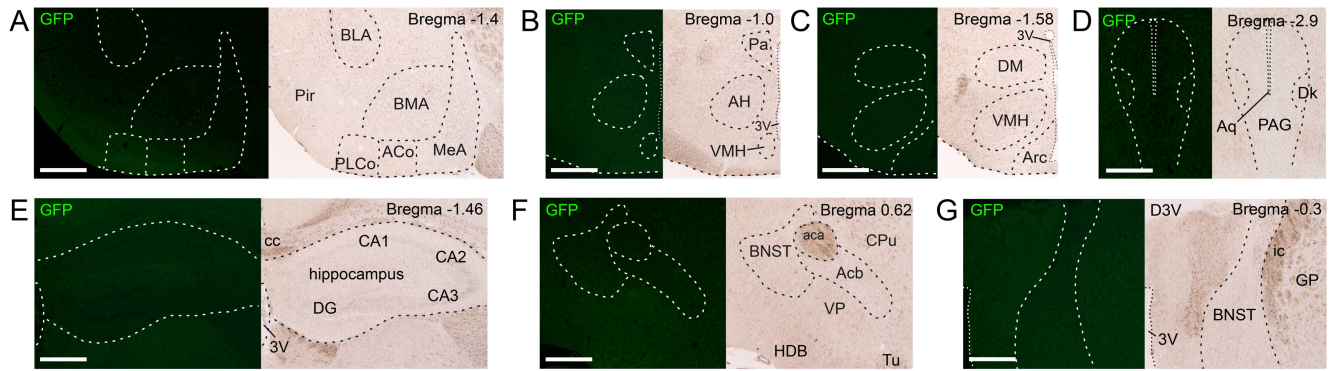 A GFP Bregma -1.4
BLA
Pir
BMA
PLCo ACo MeA
B GFP Bregma -1.0
Pa
AH
3V
VMH
C GFP Bregma -1.58
3V
DM
VMH
Arc
D GFP Bregma -2.9
Dk
Aq PAG
E GFP Bregma -1.46
cc CA1
CA2
hippocampus
DG CA3
3V
F GFP Bregma 0.62
aca CPu
BNST
Acb
VP
HDB Tu
G GFP D3V Bregma -0.3
ic
GP
BNST
3V